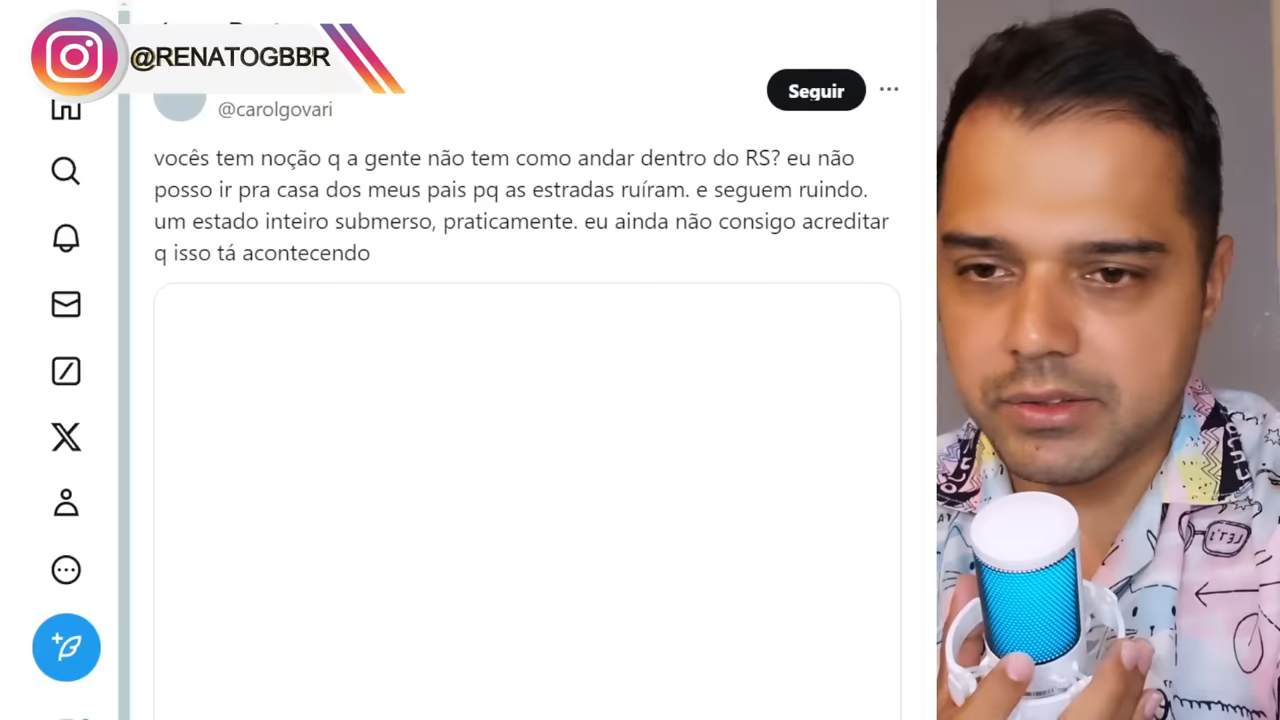 @RENATOGBBR
@carolgovari
Seguir
vocês tem noção q a gente não tem como andar dentro do RS? eu não
posso ir pra casa dos meus pais pq as estradas ruíram. e seguem ruindo.
um estado inteiro submerso, praticamente. eu ainda não consigo acreditar
q isso tá acontecendo